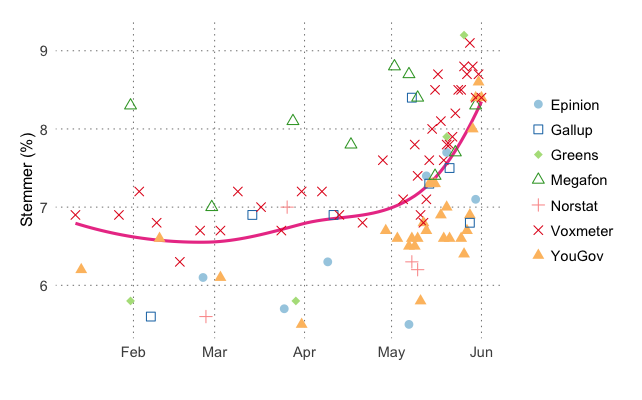 Stemmer (%)
9
8
7
6
Feb
Mar
Apr
May
Jun
Epinion
Gallup
Greens
Megafon
Norstat
Voxmeter
YouGov